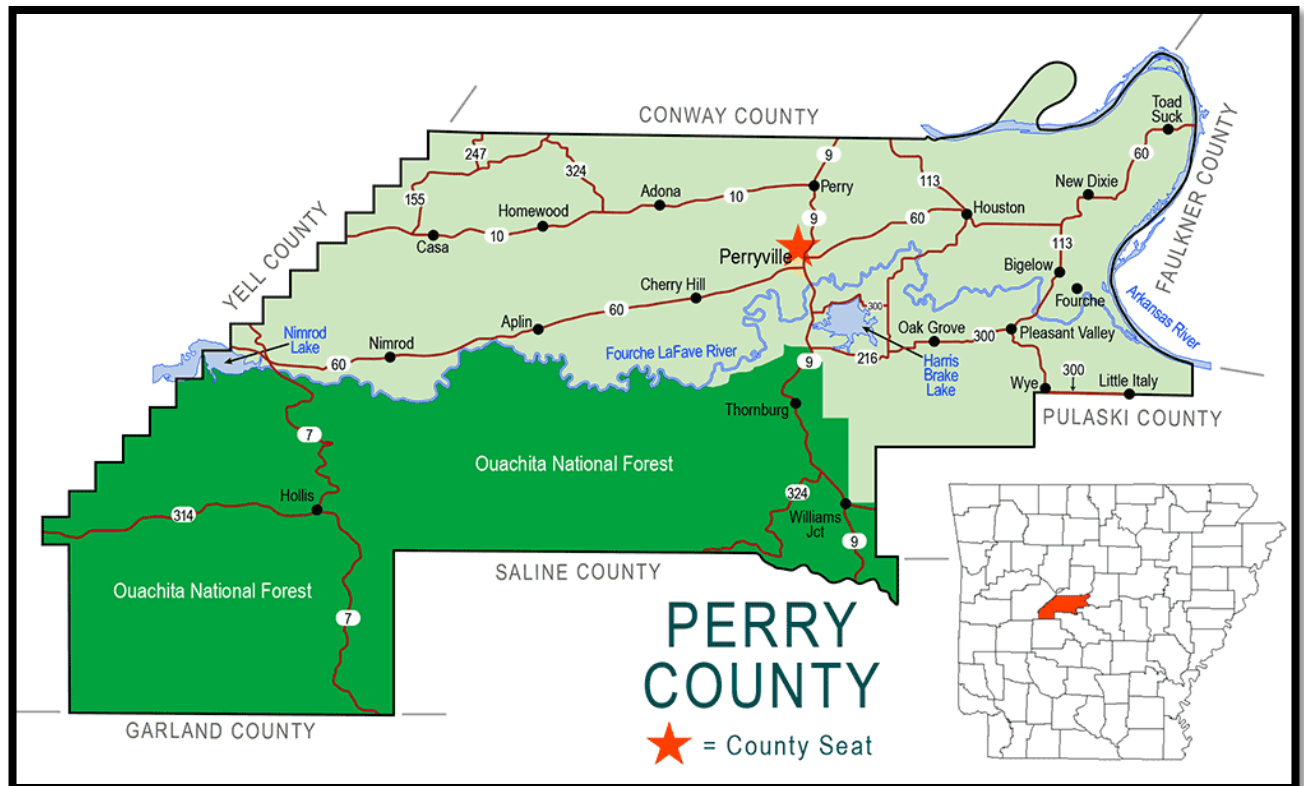 CONWAY COUNTY
Toad
Suck
FAULKNER COUNTY
247
9
60
324
113
New Dixie
155
Adona
10
Perry
Homewood
9
60
Houston
10
Casa
113
YELL COUNTY
Perryville
Bigelow
Cherry Hill
Fourche
Arkansas River
300
60
Aplin
Oak Grove
300
Pleasant Valley
Nimrod
Lake
Nimrod
60
Fourche LaFave River
9
216
Harris
Brake
Lake
Wye
300
Little Italy
Thornburg
PULASKI COUNTY
7
Ouachita National Forest
Hollis
314
324
Williams
Jct
9
SALINE COUNTY
Ouachita National Forest
7
PERRY
COUNTY
GARLAND COUNTY
= County Seat